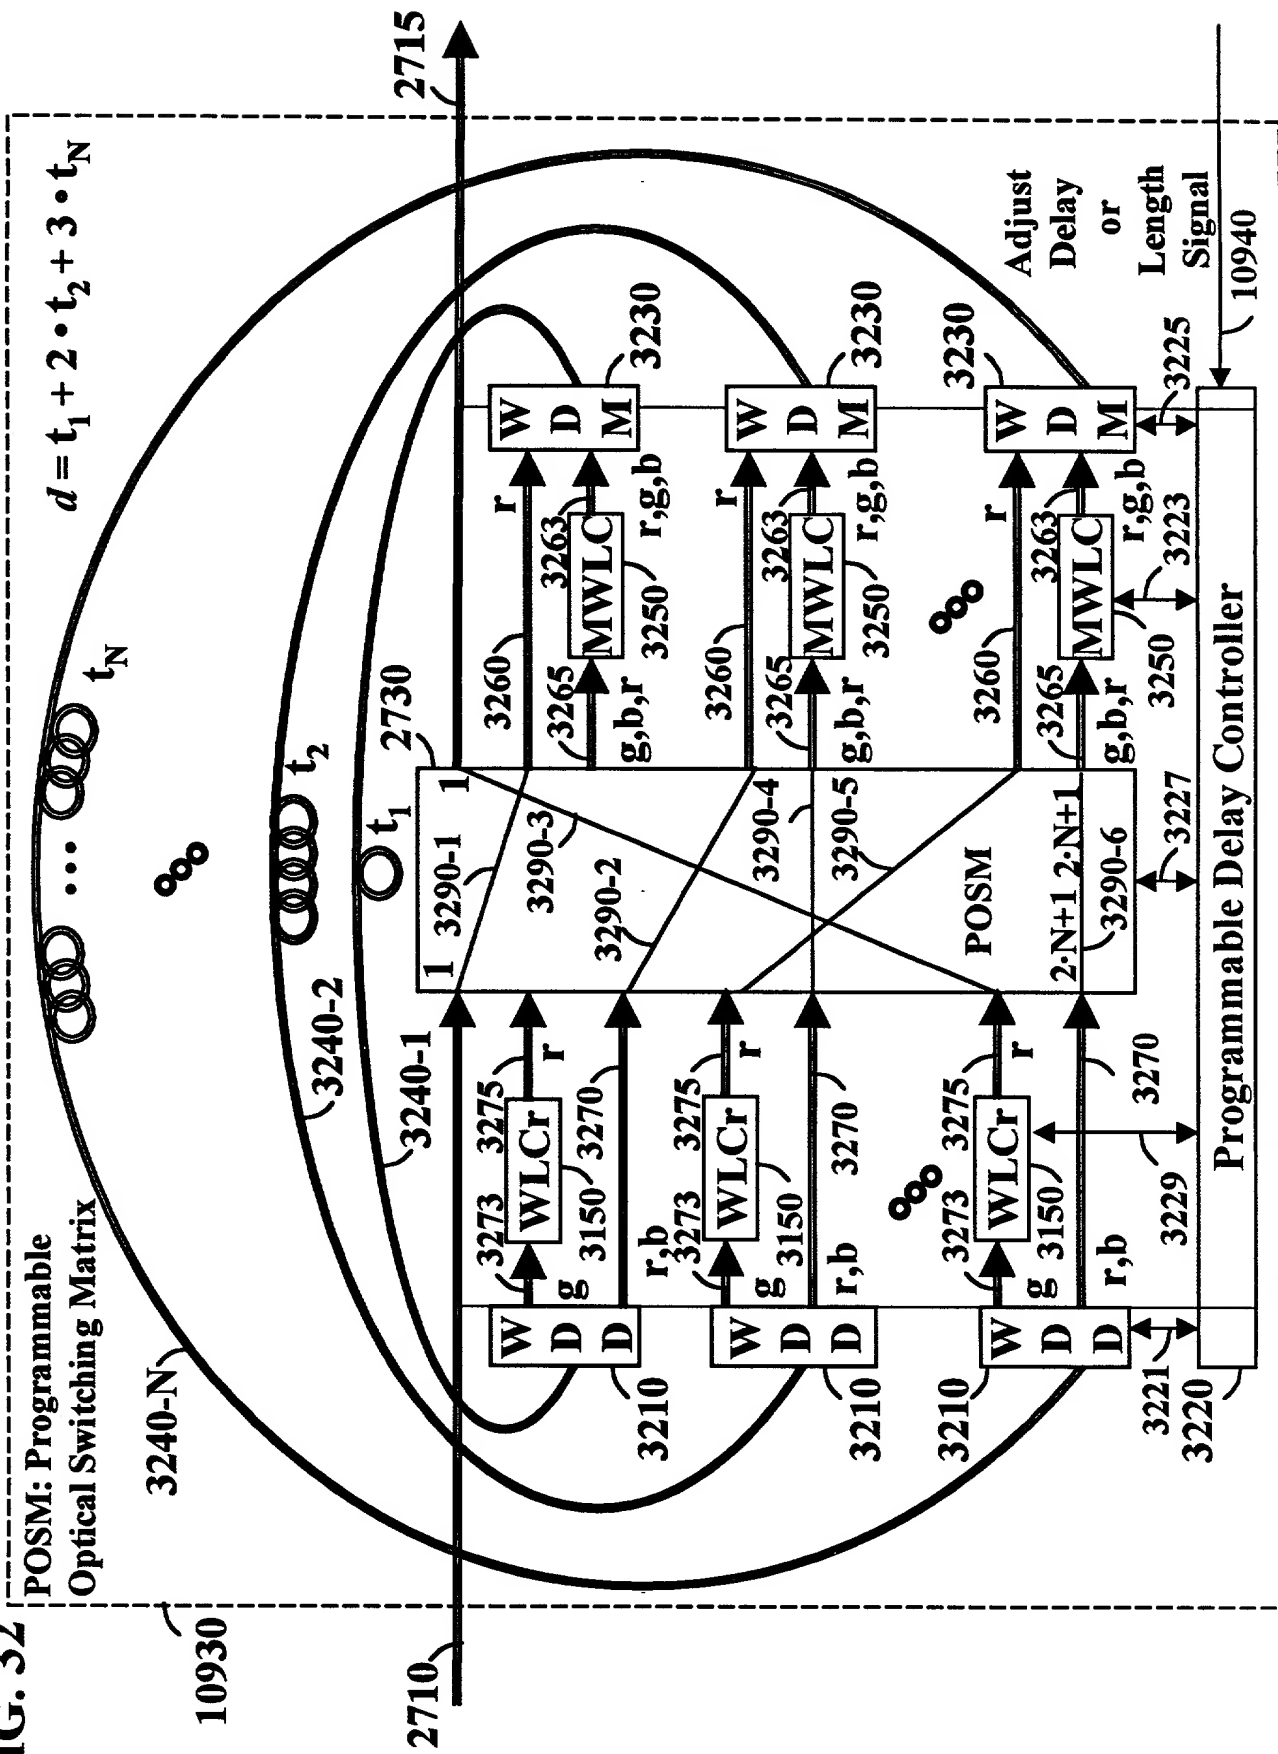 IG. 32
POSM: Programmable
Optical Switching Matrix
d = t1 + 2 • t2 + 3 • tN
10930
3240-N
tN
...
3240-2
t2
3240-1
t1
2710
2715
2730
1
1
3290-1
3290-3
3290-2
3290-4
3290-5
POSM
2·N+1
2·N+1
3290-6
W
D
D
3210
3273
g
WLCr
3150
3275
r
3270
r,b
W
D
D
3210
3273
g
WLCr
3150
3275
r
3270
r,b
W
D
D
3210
3273
g
WLCr
3150
3275
r
3270
r,b
3260
r
3265
g,b,r
MWLC
3250
3263
r,g,b
W
D
M
3230
3260
r
3265
g,b,r
MWLC
3250
3263
r,g,b
W
D
M
3230
3260
r
3265
g,b,r
MWLC
3250
3263
r,g,b
W
D
M
3230
3221
3229
3227
3223
3225
3220
Programmable Delay Controller
Adjust
Delay
or
Length
Signal
10940